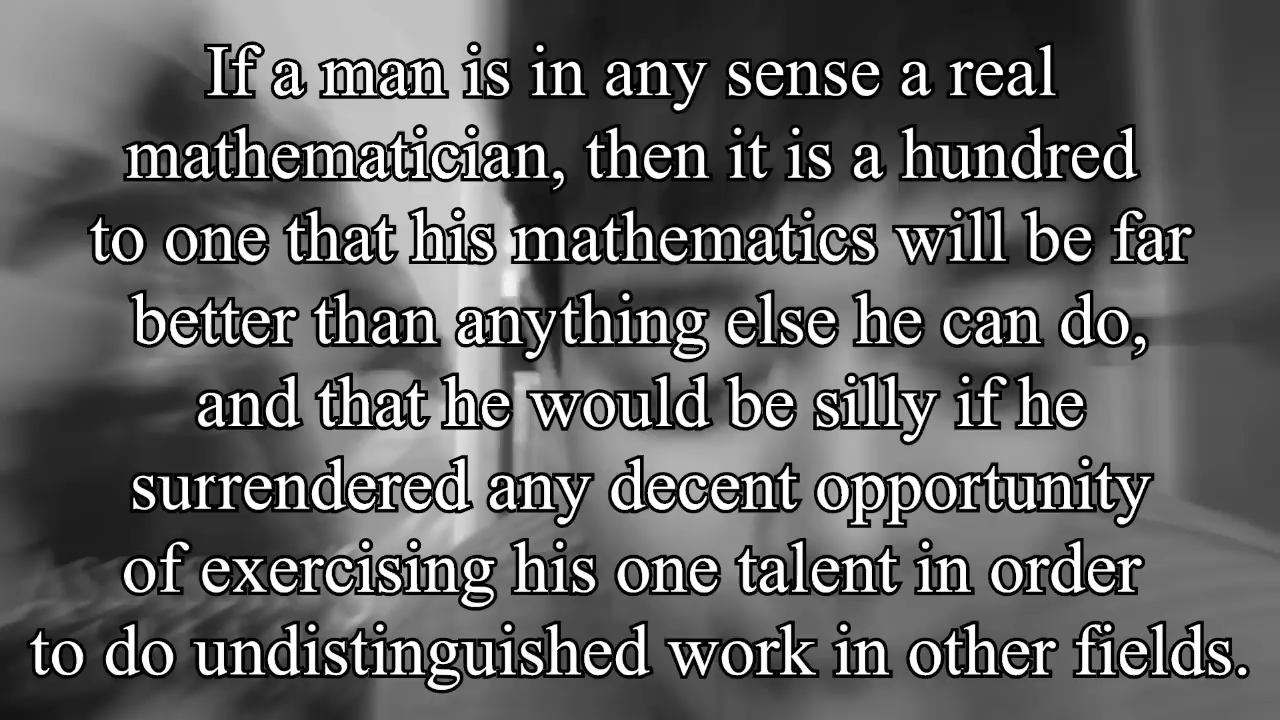 If a man is in any sense a real
mathematician, then it is a hundred
to one that his mathematics will be far
better than anything else he can do,
and that he would be silly if he
surrendered any decent opportunity
of exercising his one talent in order
to do undistinguished work in other fields.